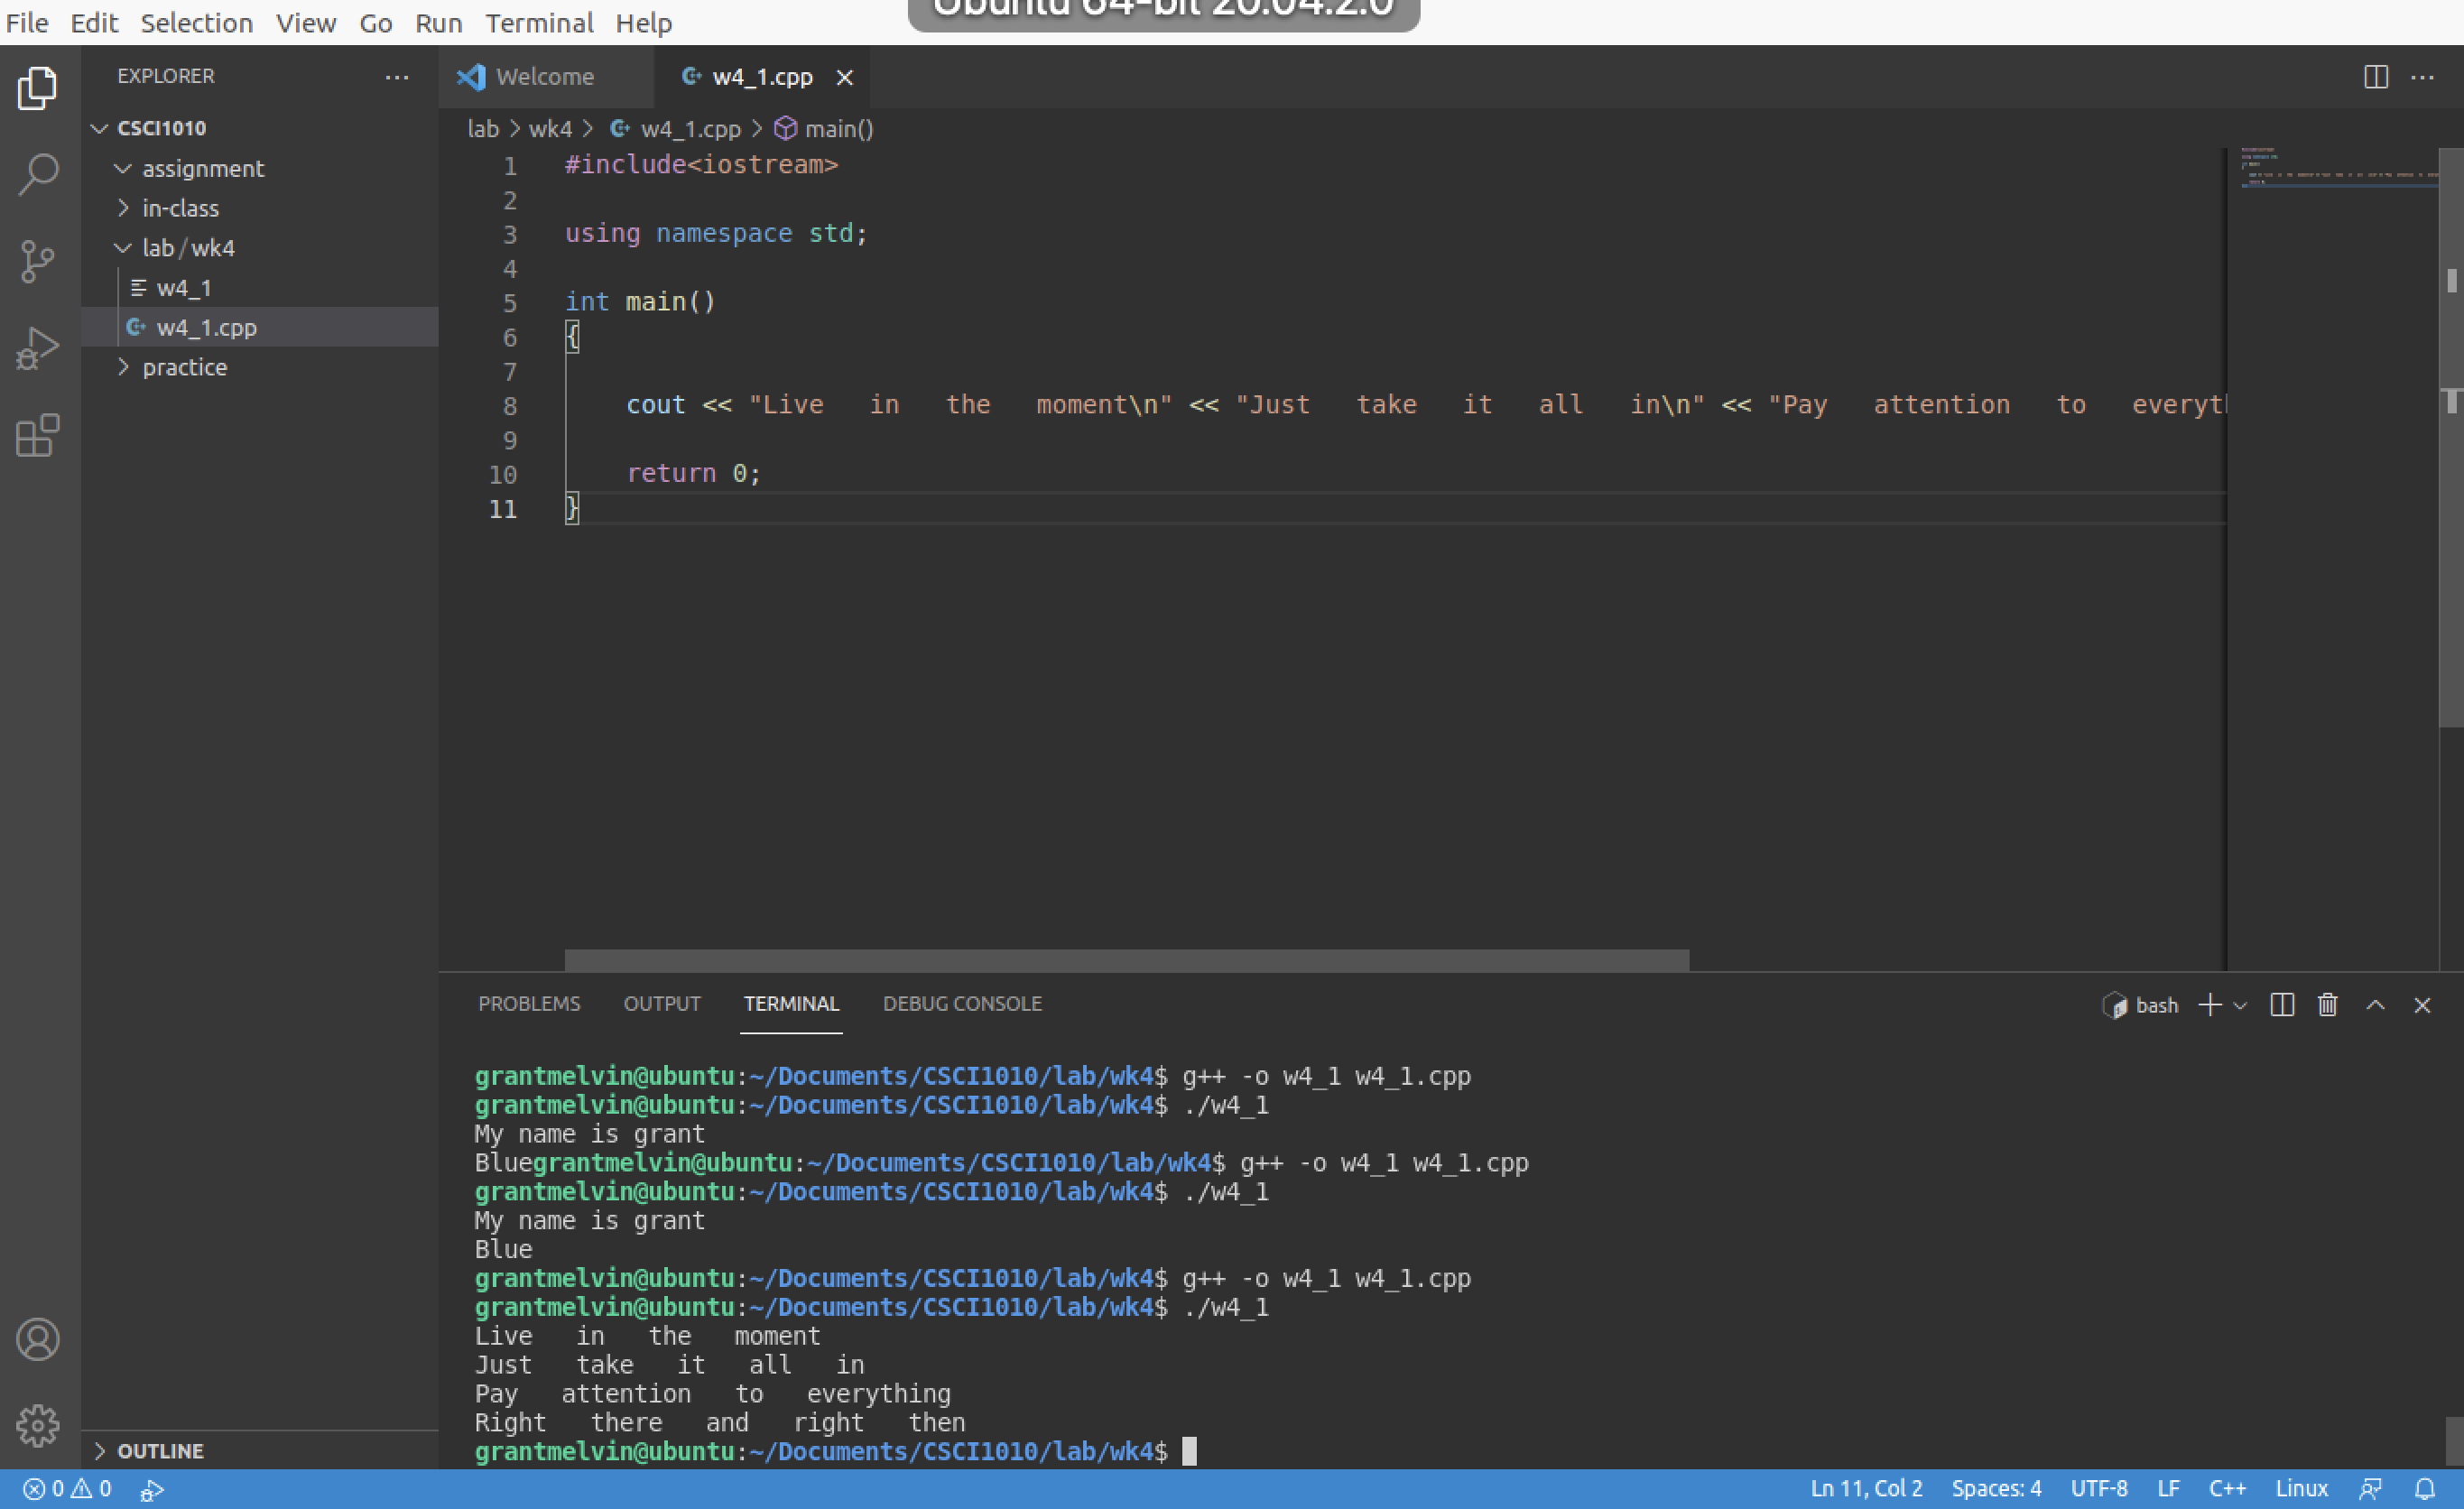 Ubuntu 64-bit 20.04.2.0
File Edit Selection View Go Run Terminal Help
EXPLORER
Welcome
w4_1.cpp
CSCI1010
assignment
in-class
lab / wk4
w4_1
w4_1.cpp
practice
OUTLINE
lab > wk4 > w4_1.cpp > main()
1 #include<iostream>
2
3 using namespace std;
4
5 int main()
6 {
7
8     cout << "Live   in   the   moment\n" << "Just   take   it   all   in\n" << "Pay   attention   to   everyt
9
10     return 0;
11 }
PROBLEMS OUTPUT TERMINAL DEBUG CONSOLE
bash
grantmelvin@ubuntu:~/Documents/CSCI1010/lab/wk4$ g++ -o w4_1 w4_1.cpp
grantmelvin@ubuntu:~/Documents/CSCI1010/lab/wk4$ ./w4_1
My name is grant
Bluegrantmelvin@ubuntu:~/Documents/CSCI1010/lab/wk4$ g++ -o w4_1 w4_1.cpp
grantmelvin@ubuntu:~/Documents/CSCI1010/lab/wk4$ ./w4_1
My name is grant
Blue
grantmelvin@ubuntu:~/Documents/CSCI1010/lab/wk4$ g++ -o w4_1 w4_1.cpp
grantmelvin@ubuntu:~/Documents/CSCI1010/lab/wk4$ ./w4_1
Live   in   the   moment
Just   take   it   all   in
Pay   attention   to   everything
Right   there   and   right   then
grantmelvin@ubuntu:~/Documents/CSCI1010/lab/wk4$
0 0
Ln 11, Col 2 Spaces: 4 UTF-8 LF C++ Linux